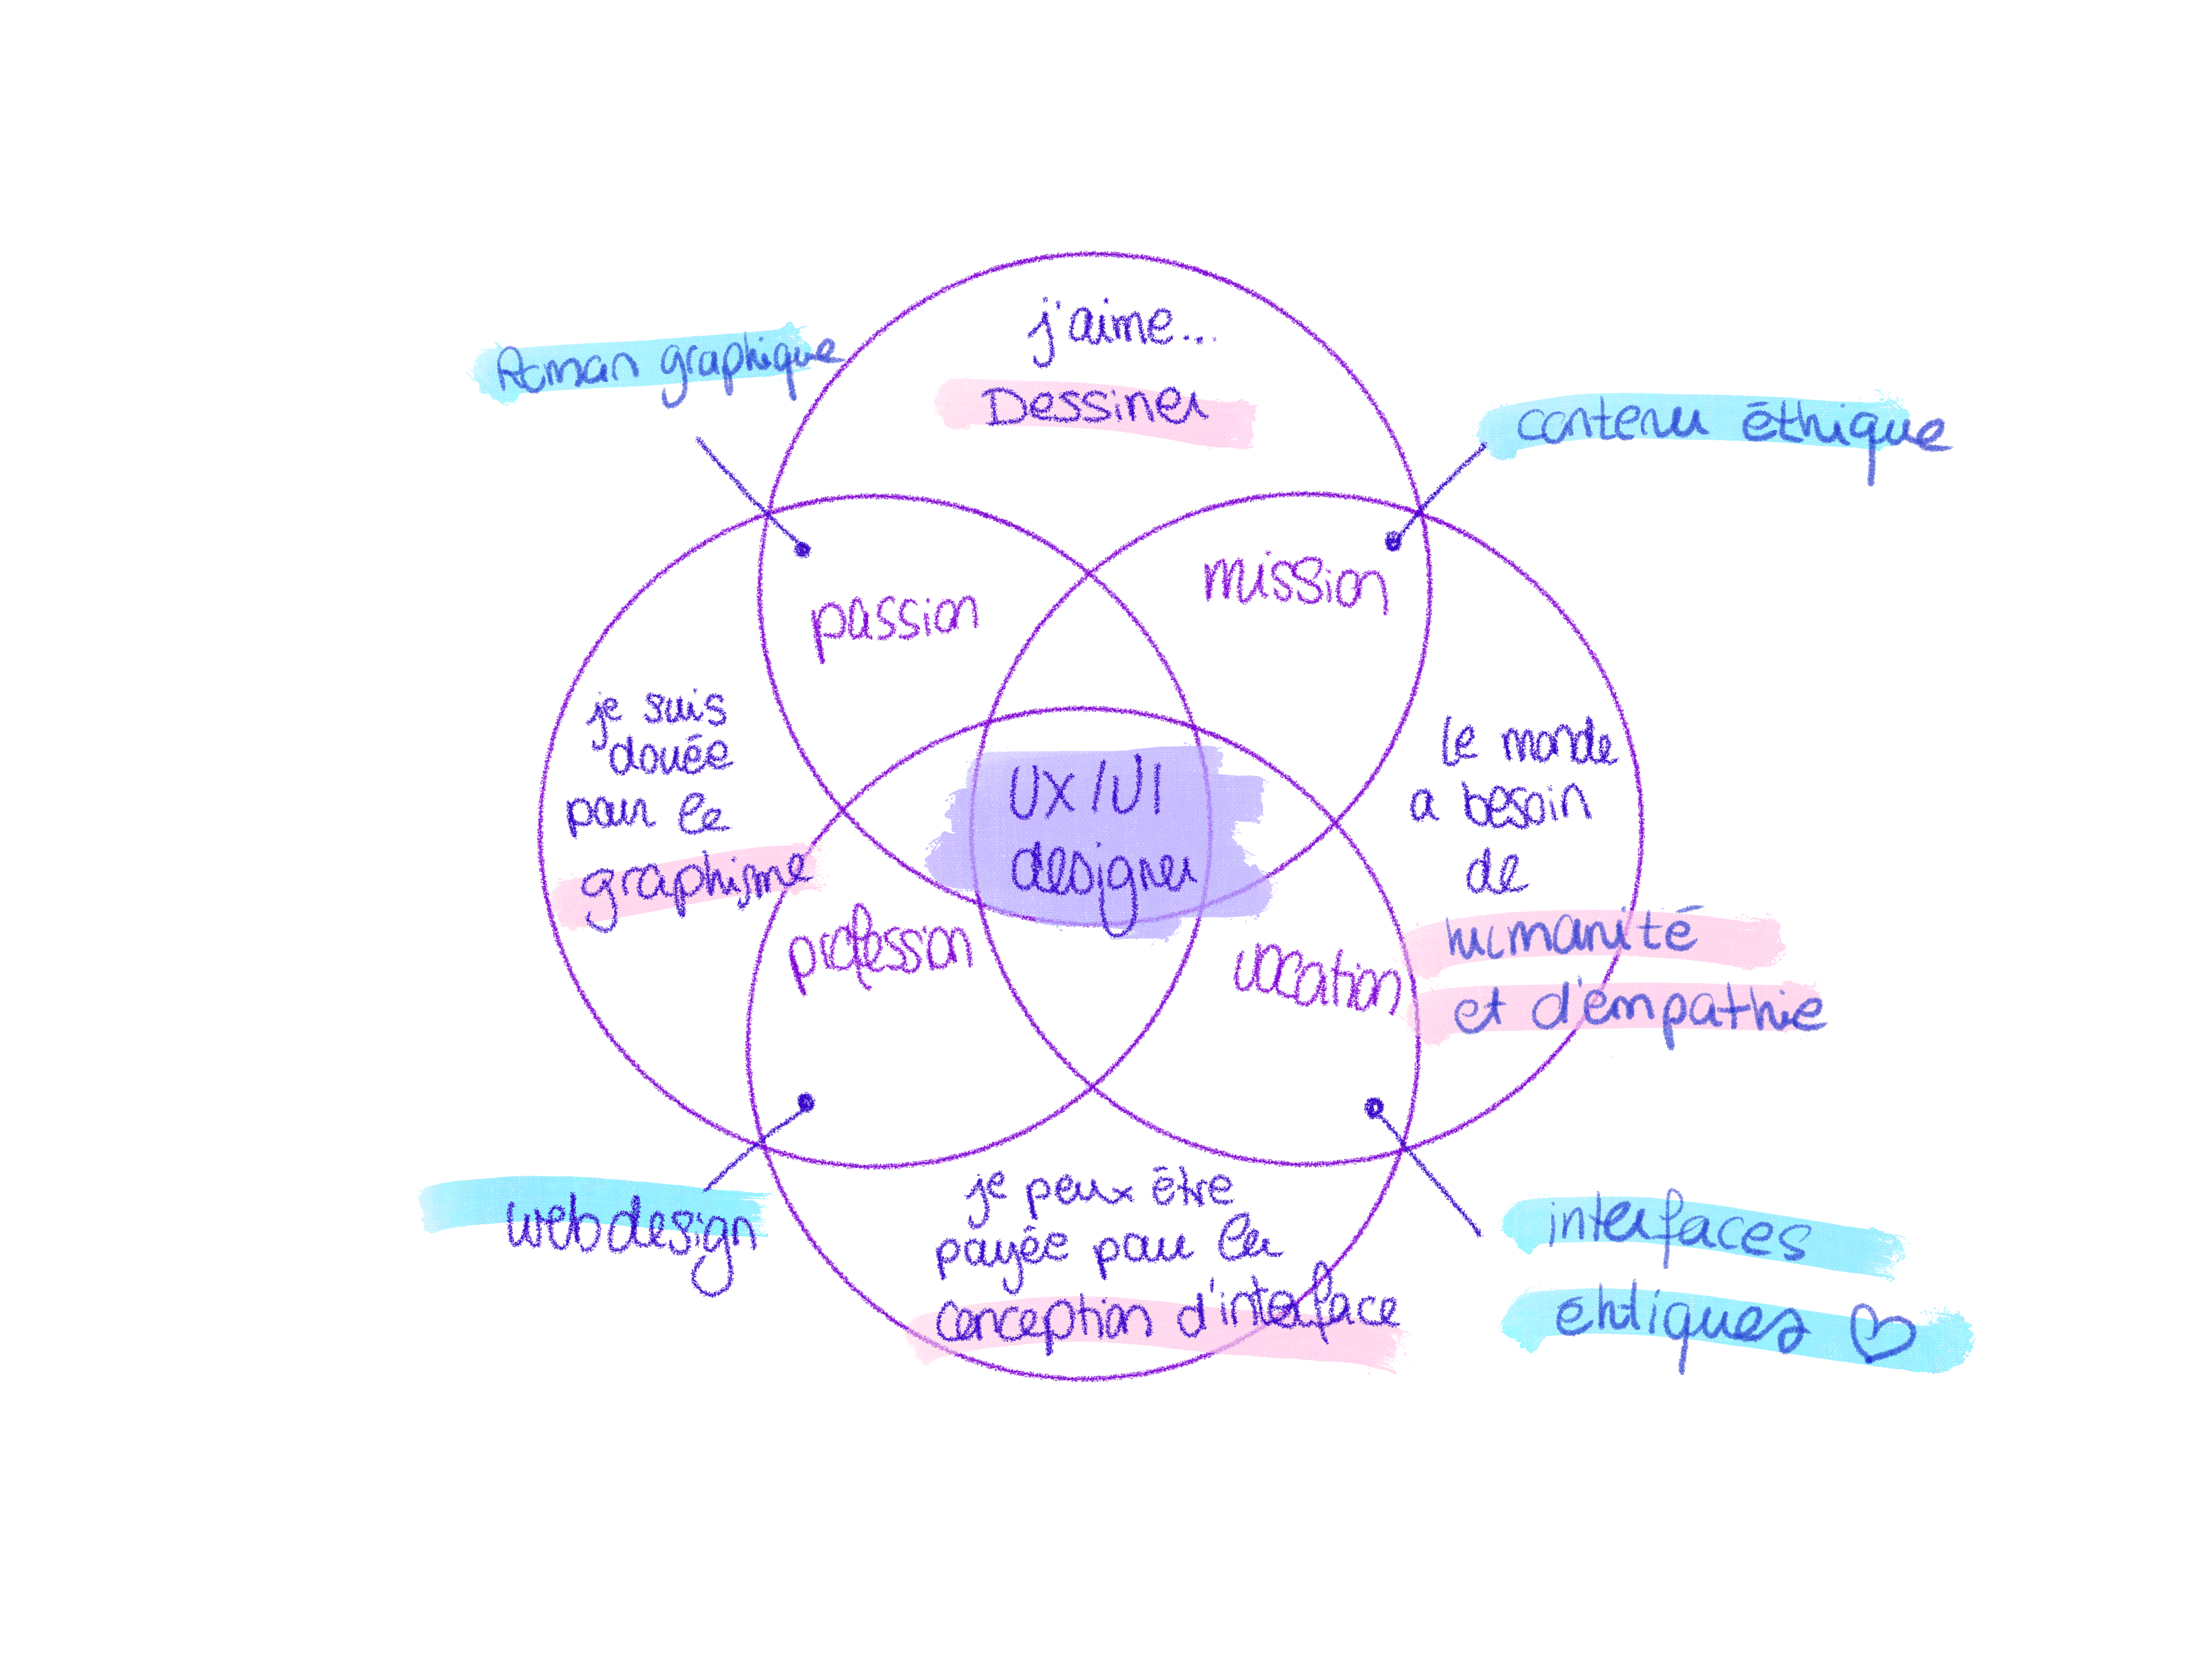 j'aime...
Dessiner
Roman graphique
contenu éthique
passion
mission
je suis
douée
pour le
graphisme
UX/UI
designer
le monde
a besoin
de
humanité
et d'empathie
profession
vocation
webdesign
je peux être
payée pour la
conception d'interface
interfaces
éhtiques